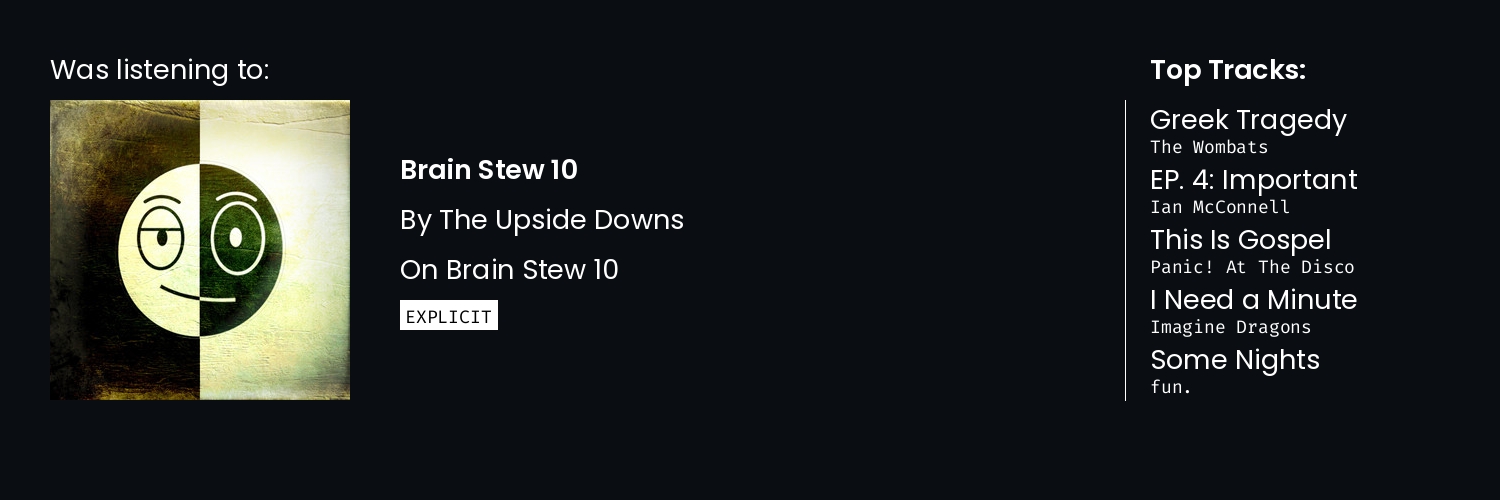 Was listening to:
Brain Stew 10
By The Upside Downs
On Brain Stew 10
EXPLICIT
Top Tracks:
Greek Tragedy
The Wombats
EP. 4: Important
Ian McConnell
This Is Gospel
Panic! At The Disco
I Need a Minute
Imagine Dragons
Some Nights
fun.